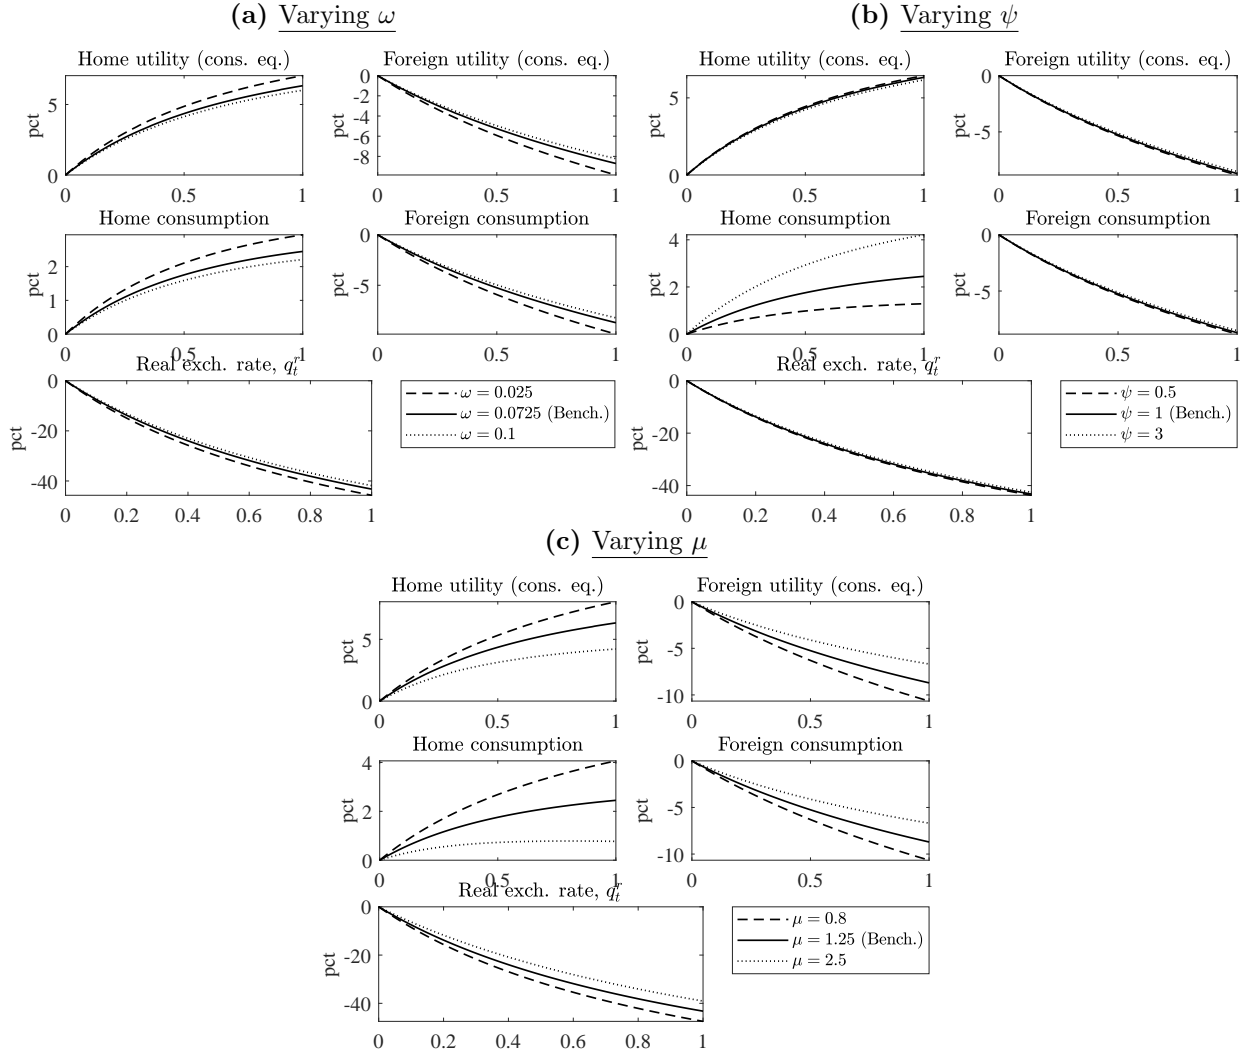 (a) Varying ω
Home utility (cons. eq.)
pct
5
0
0 0.5 1
Foreign utility (cons. eq.)
pct
0
-2
-4
-6
-8
0 0.5 1
Home consumption
pct
2
1
0
0 0.5 1
Foreign consumption
pct
0
-5
0 0.5 1
Real exch. rate, q_t^r
pct
0
-20
-40
0 0.2 0.4 0.6 0.8 1
ω = 0.025
ω = 0.0725 (Bench.)
ω = 0.1
(b) Varying ψ
Home utility (cons. eq.)
pct
5
0
0 0.5 1
Foreign utility (cons. eq.)
pct
0
-5
0 0.5 1
Home consumption
pct
4
2
0
0 0.5 1
Foreign consumption
pct
0
-5
0 0.5 1
Real exch. rate, q_t^r
pct
0
-20
-40
0 0.2 0.4 0.6 0.8 1
ψ = 0.5
ψ = 1 (Bench.)
ψ = 3
(c) Varying μ
Home utility (cons. eq.)
pct
5
0
0 0.5 1
Foreign utility (cons. eq.)
pct
0
-5
-10
0 0.5 1
Home consumption
pct
4
2
0
0 0.5 1
Foreign consumption
pct
0
-5
-10
0 0.5 1
Real exch. rate, q_t^r
pct
0
-20
-40
0 0.2 0.4 0.6 0.8 1
μ = 0.8
μ = 1.25 (Bench.)
μ = 2.5